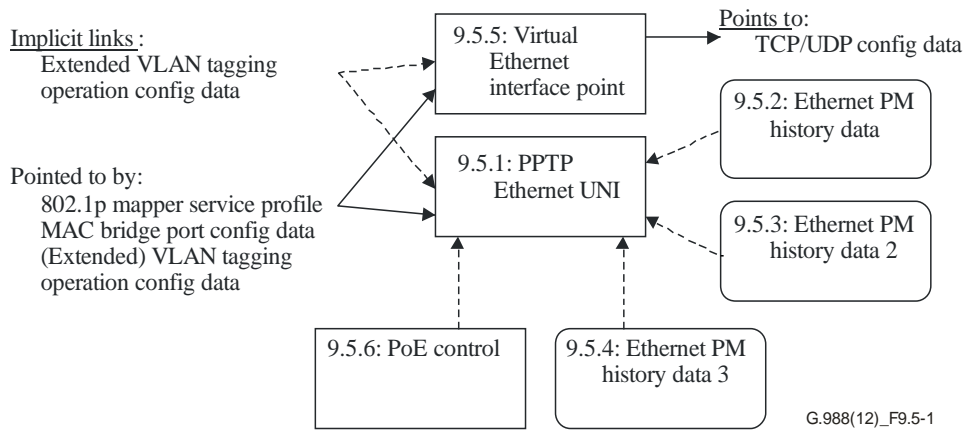 Implicit links :
Extended VLAN tagging
operation config data
Pointed to by:
802.1p mapper service profile
MAC bridge port config data
(Extended) VLAN tagging
operation config data
9.5.5: Virtual
Ethernet
interface point
Points to:
TCP/UDP config data
9.5.1: PPTP
Ethernet UNI
9.5.2: Ethernet PM
history data
9.5.3: Ethernet PM
history data 2
9.5.6: PoE control
9.5.4: Ethernet PM
history data 3
G.988(12)_F9.5-1